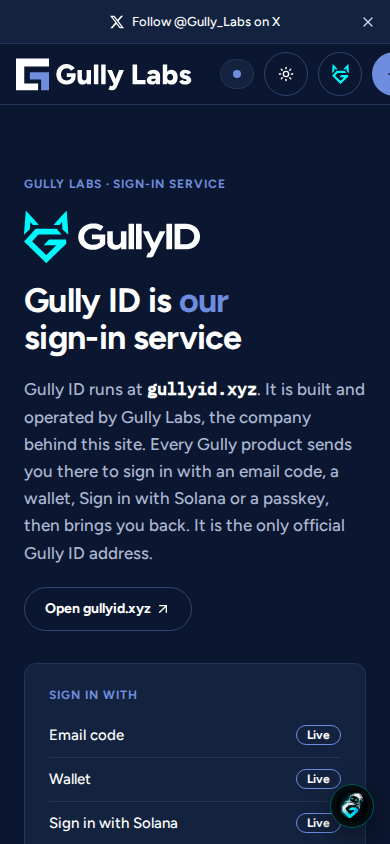 Follow @Gully_Labs on X
Gully Labs
GULLY LABS · SIGN-IN SERVICE
GullyID
Gully ID is our
sign-in service
Gully ID runs at gullyid.xyz. It is built and
operated by Gully Labs, the company
behind this site. Every Gully product sends
you there to sign in with an email code, a
wallet, Sign in with Solana or a passkey,
then brings you back. It is the only official
Gully ID address.
Open gullyid.xyz
SIGN IN WITH
Email code Live
Wallet Live
Sign in with Solana Live